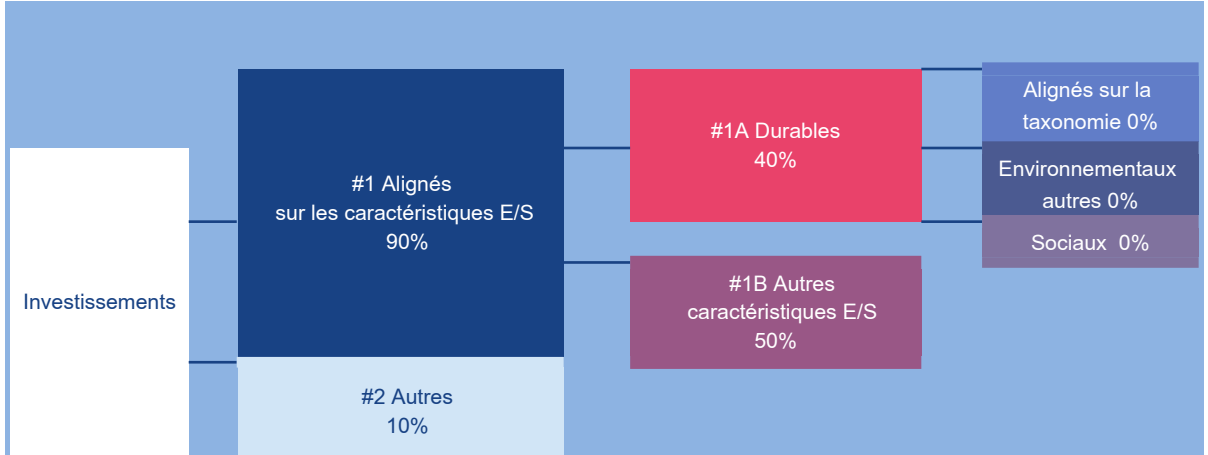 Investissements
#1 Alignés
sur les caractéristiques E/S
90%
#2 Autres
10%
#1A Durables
40%
#1B Autres
caractéristiques E/S
50%
Alignés sur la
taxonomie 0%
Environnementaux
autres 0%
Sociaux 0%